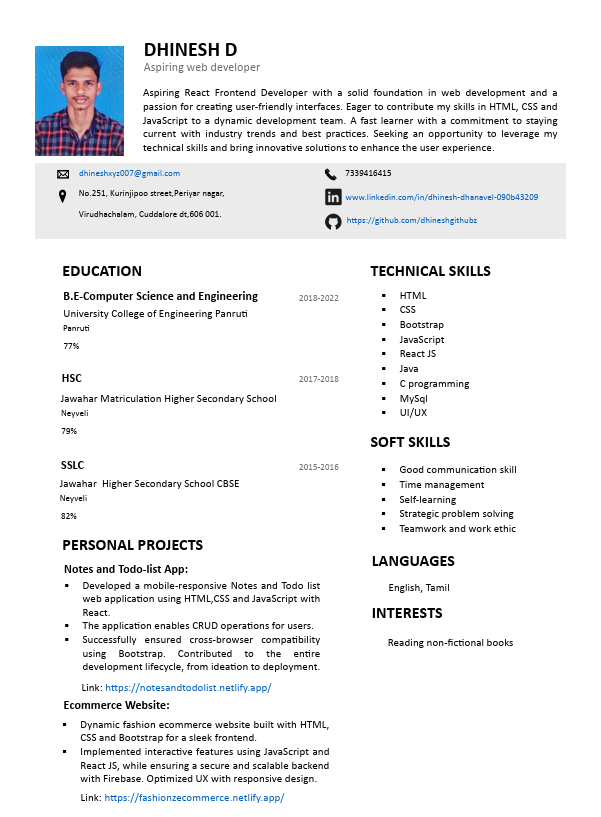 DHINESH D
Aspiring web developer
Aspiring React Frontend Developer with a solid foundation in web development and a
passion for creating user-friendly interfaces. Eager to contribute my skills in HTML, CSS and
JavaScript to a dynamic development team. A fast learner with a commitment to staying
current with industry trends and best practices. Seeking an opportunity to leverage my
technical skills and bring innovative solutions to enhance the user experience.
dhineshxyz007@gmail.com
No.251, Kurinjipoo street,Periyar nagar,
Virudhachalam, Cuddalore dt,606 001.
7339416415
www.linkedin.com/in/dhinesh-dhanavel-090b43209
https://github.com/dhineshgithubz
EDUCATION
B.E-Computer Science and Engineering
2018-2022
University College of Engineering Panruti
Panruti
77%
HSC
2017-2018
Jawahar Matriculation Higher Secondary School
Neyveli
79%
SSLC
2015-2016
Jawahar  Higher Secondary School CBSE
Neyveli
82%
PERSONAL PROJECTS
Notes and Todo-list App:
▪ Developed a mobile-responsive Notes and Todo list
web application using HTML,CSS and JavaScript with
React.
▪ The application enables CRUD operations for users.
▪ Successfully ensured cross-browser compatibility
using Bootstrap. Contributed to the entire
development lifecycle, from ideation to deployment.
Link: https://notesandtodolist.netlify.app/
Ecommerce Website:
▪ Dynamic fashion ecommerce website built with HTML,
CSS and Bootstrap for a sleek frontend.
▪ Implemented interactive features using JavaScript and
React JS, while ensuring a secure and scalable backend
with Firebase. Optimized UX with responsive design.
Link: https://fashionzecommerce.netlify.app/
TECHNICAL SKILLS
▪ HTML
▪ CSS
▪ Bootstrap
▪ JavaScript
▪ React JS
▪ Java
▪ C programming
▪ MySql
▪ UI/UX
SOFT SKILLS
▪ Good communication skill
▪ Time management
▪ Self-learning
▪ Strategic problem solving
▪ Teamwork and work ethic
LANGUAGES
English, Tamil
INTERESTS
Reading non-fictional books